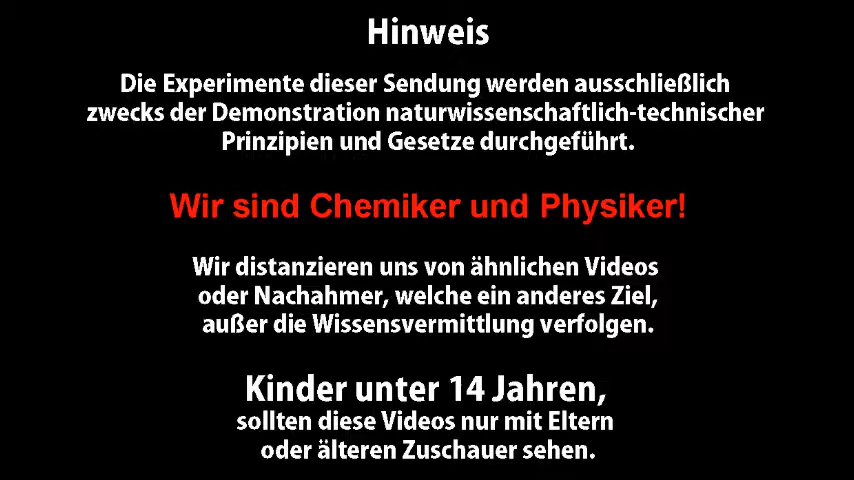 Hinweis
Die Experimente dieser Sendung werden ausschließlich
zwecks der Demonstration naturwissenschaftlich-technischer
Prinzipien und Gesetze durchgeführt.
Wir sind Chemiker und Physiker!
Wir distanzieren uns von ähnlichen Videos
oder Nachahmer, welche ein anderes Ziel,
außer die Wissensvermittlung verfolgen.
Kinder unter 14 Jahren,
sollten diese Videos nur mit Eltern
oder älteren Zuschauer sehen.